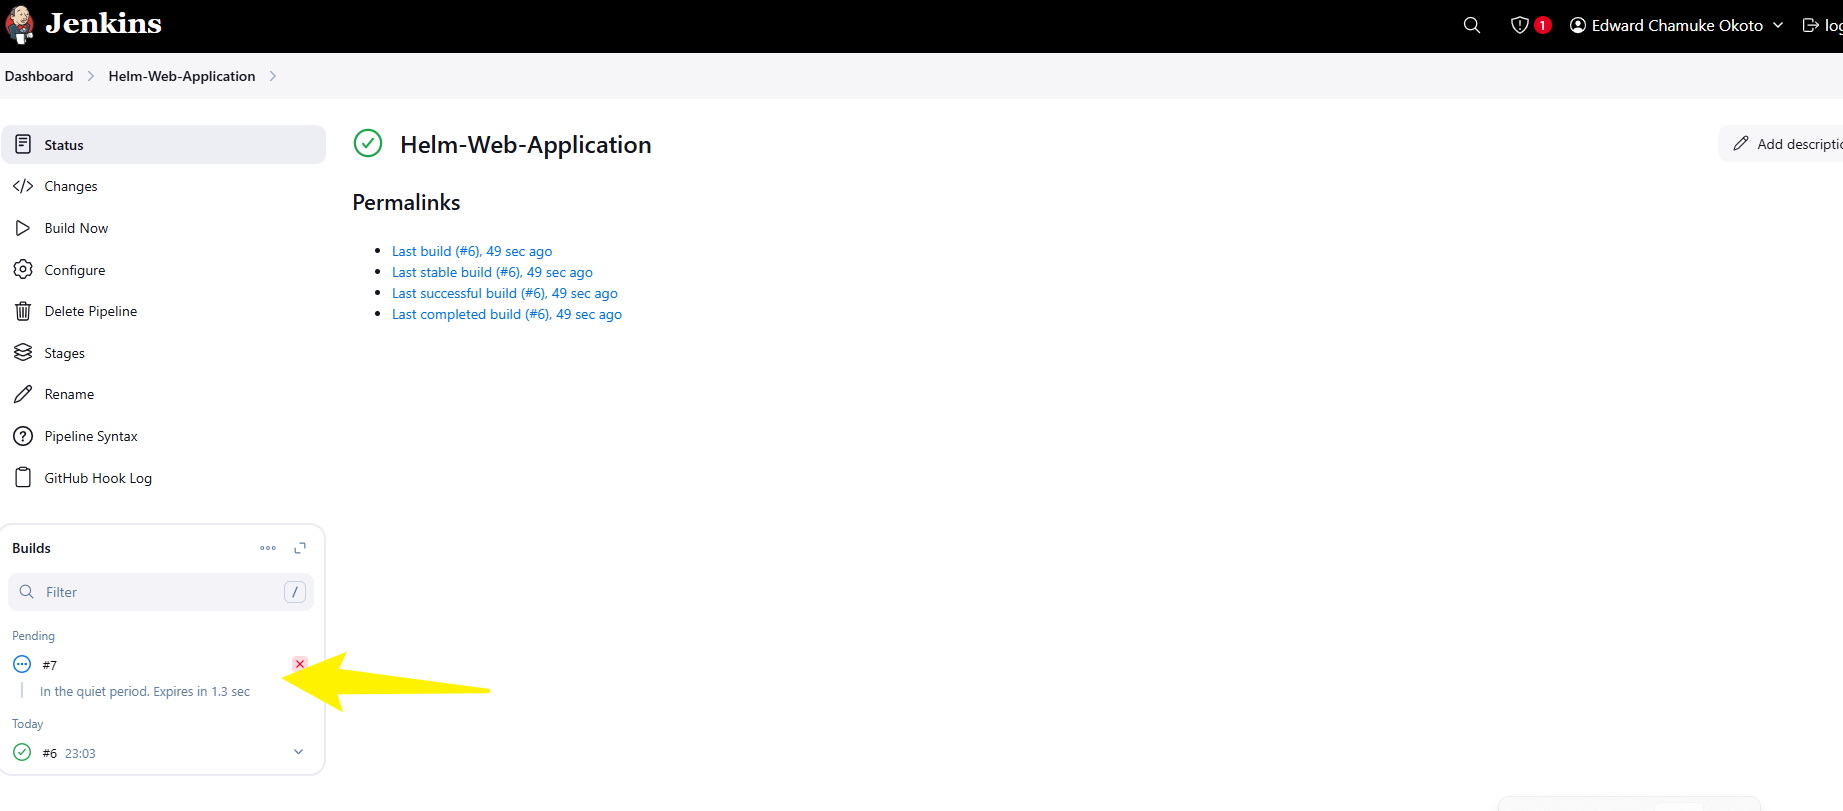 Jenkins
1
Edward Chamuke Okoto
Dashboard
Helm-Web-Application
Status
Changes
Build Now
Configure
Delete Pipeline
Stages
Rename
Pipeline Syntax
GitHub Hook Log
Helm-Web-Application
Add
Permalinks
Last build (#6), 49 sec ago
Last stable build (#6), 49 sec ago
Last successful build (#6), 49 sec ago
Last completed build (#6), 49 sec ago
Builds
Filter
/
Pending
#7
In the quiet period. Expires in 1.3 sec
Today
#6 23:03